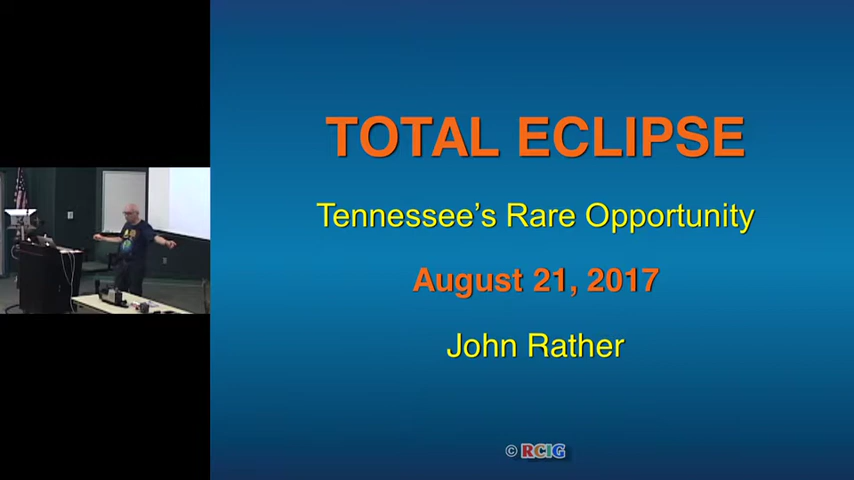 TOTAL ECLIPSE
Tennessee's Rare Opportunity
August 21, 2017
John Rather
© RCIG